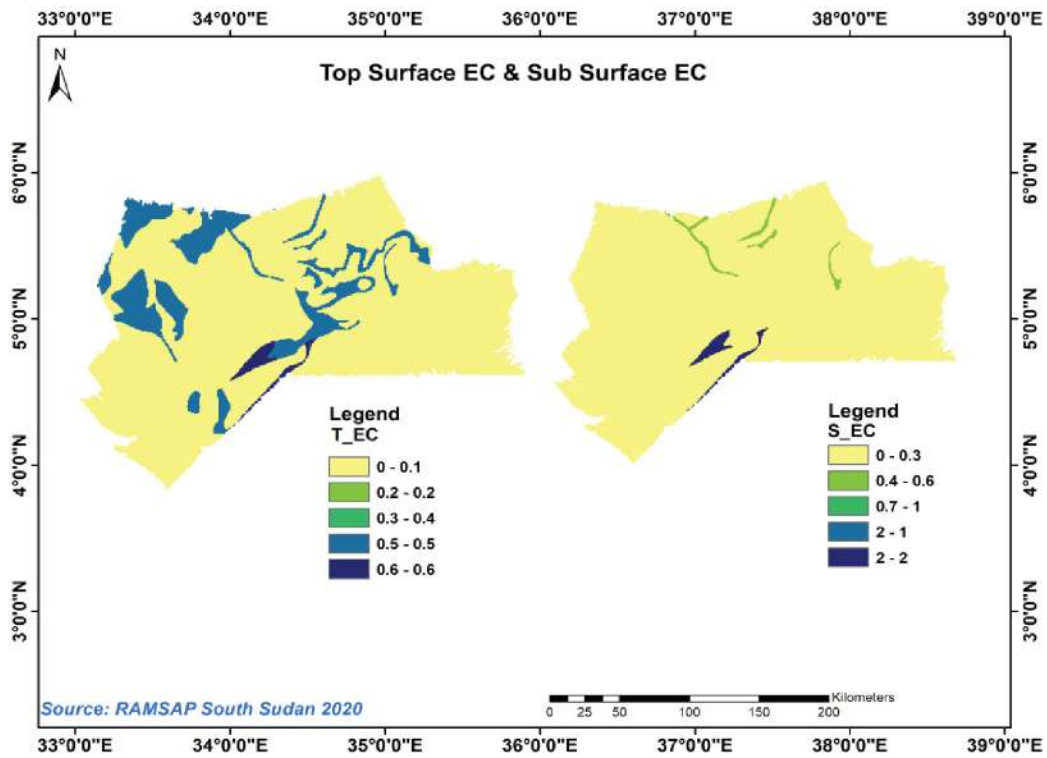 33°0'0"E 34°0'0"E 35°0'0"E 36°0'0"E 37°0'0"E 38°0'0"E 39°0'0"E
N
Top Surface EC & Sub Surface EC
6°0'0"N 6°0'0"N
5°0'0"N 5°0'0"N
4°0'0"N 4°0'0"N
3°0'0"N 3°0'0"N
Legend
T_EC
0 - 0.1
0.2 - 0.2
0.3 - 0.4
0.5 - 0.5
0.6 - 0.6
Legend
S_EC
0 - 0.3
0.4 - 0.6
0.7 - 1
2 - 1
2 - 2
Source: RAMSAP South Sudan 2020
Kilometers
0 25 50 100 150 200
33°0'0"E 34°0'0"E 35°0'0"E 36°0'0"E 37°0'0"E 38°0'0"E 39°0'0"E